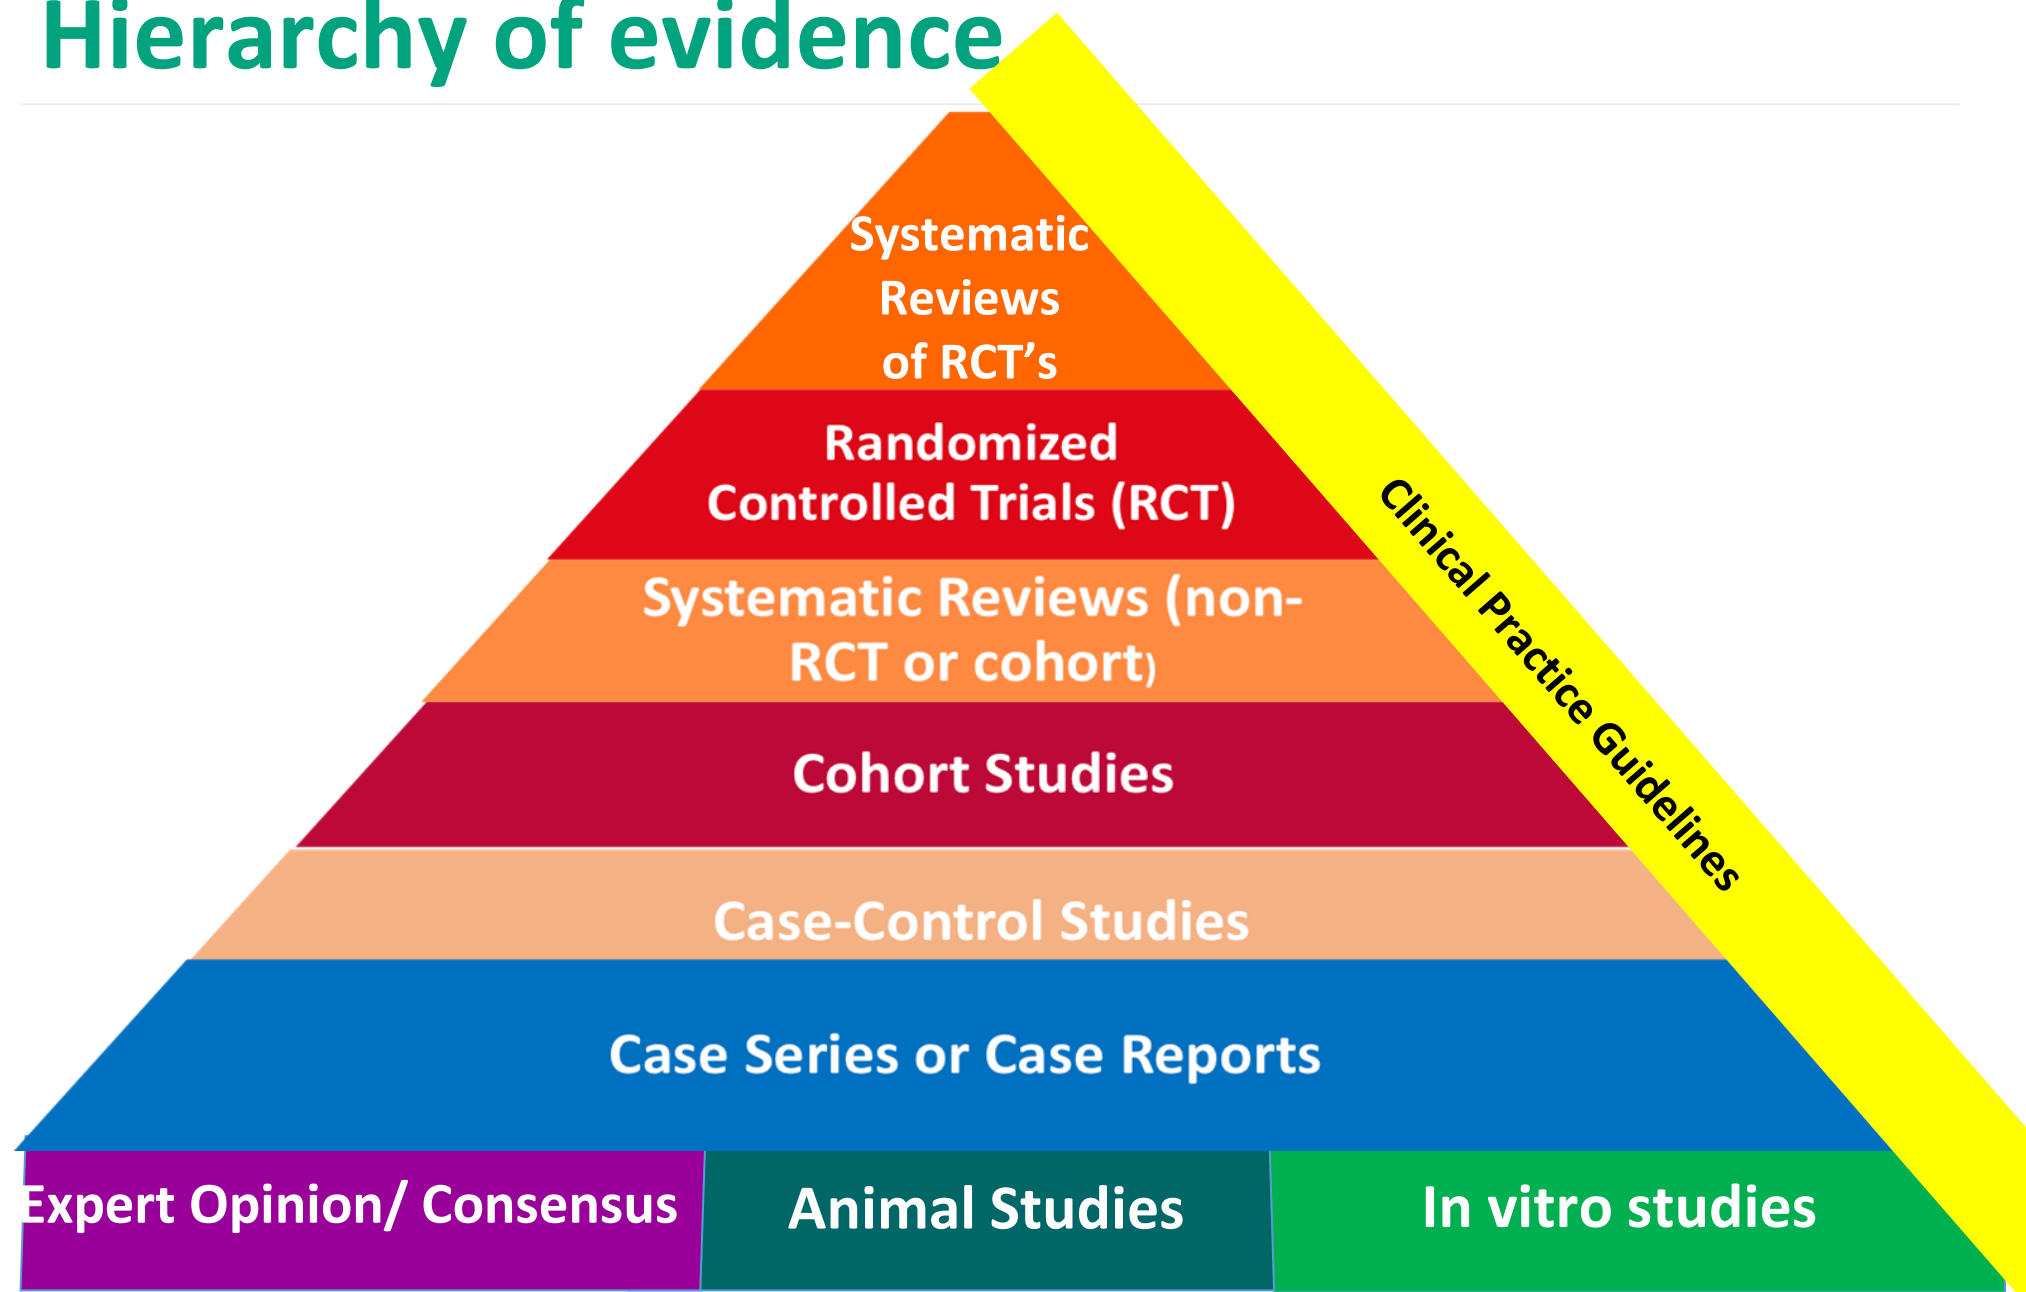 Hierarchy of evidence
Systematic
Reviews
of RCT’s
Randomized
Controlled Trials (RCT)
Systematic Reviews (non-
RCT or cohort)
Cohort Studies
Case-Control Studies
Case Series or Case Reports
Expert Opinion/ Consensus
Animal Studies
In vitro studies
Clinical Practice Guidelines